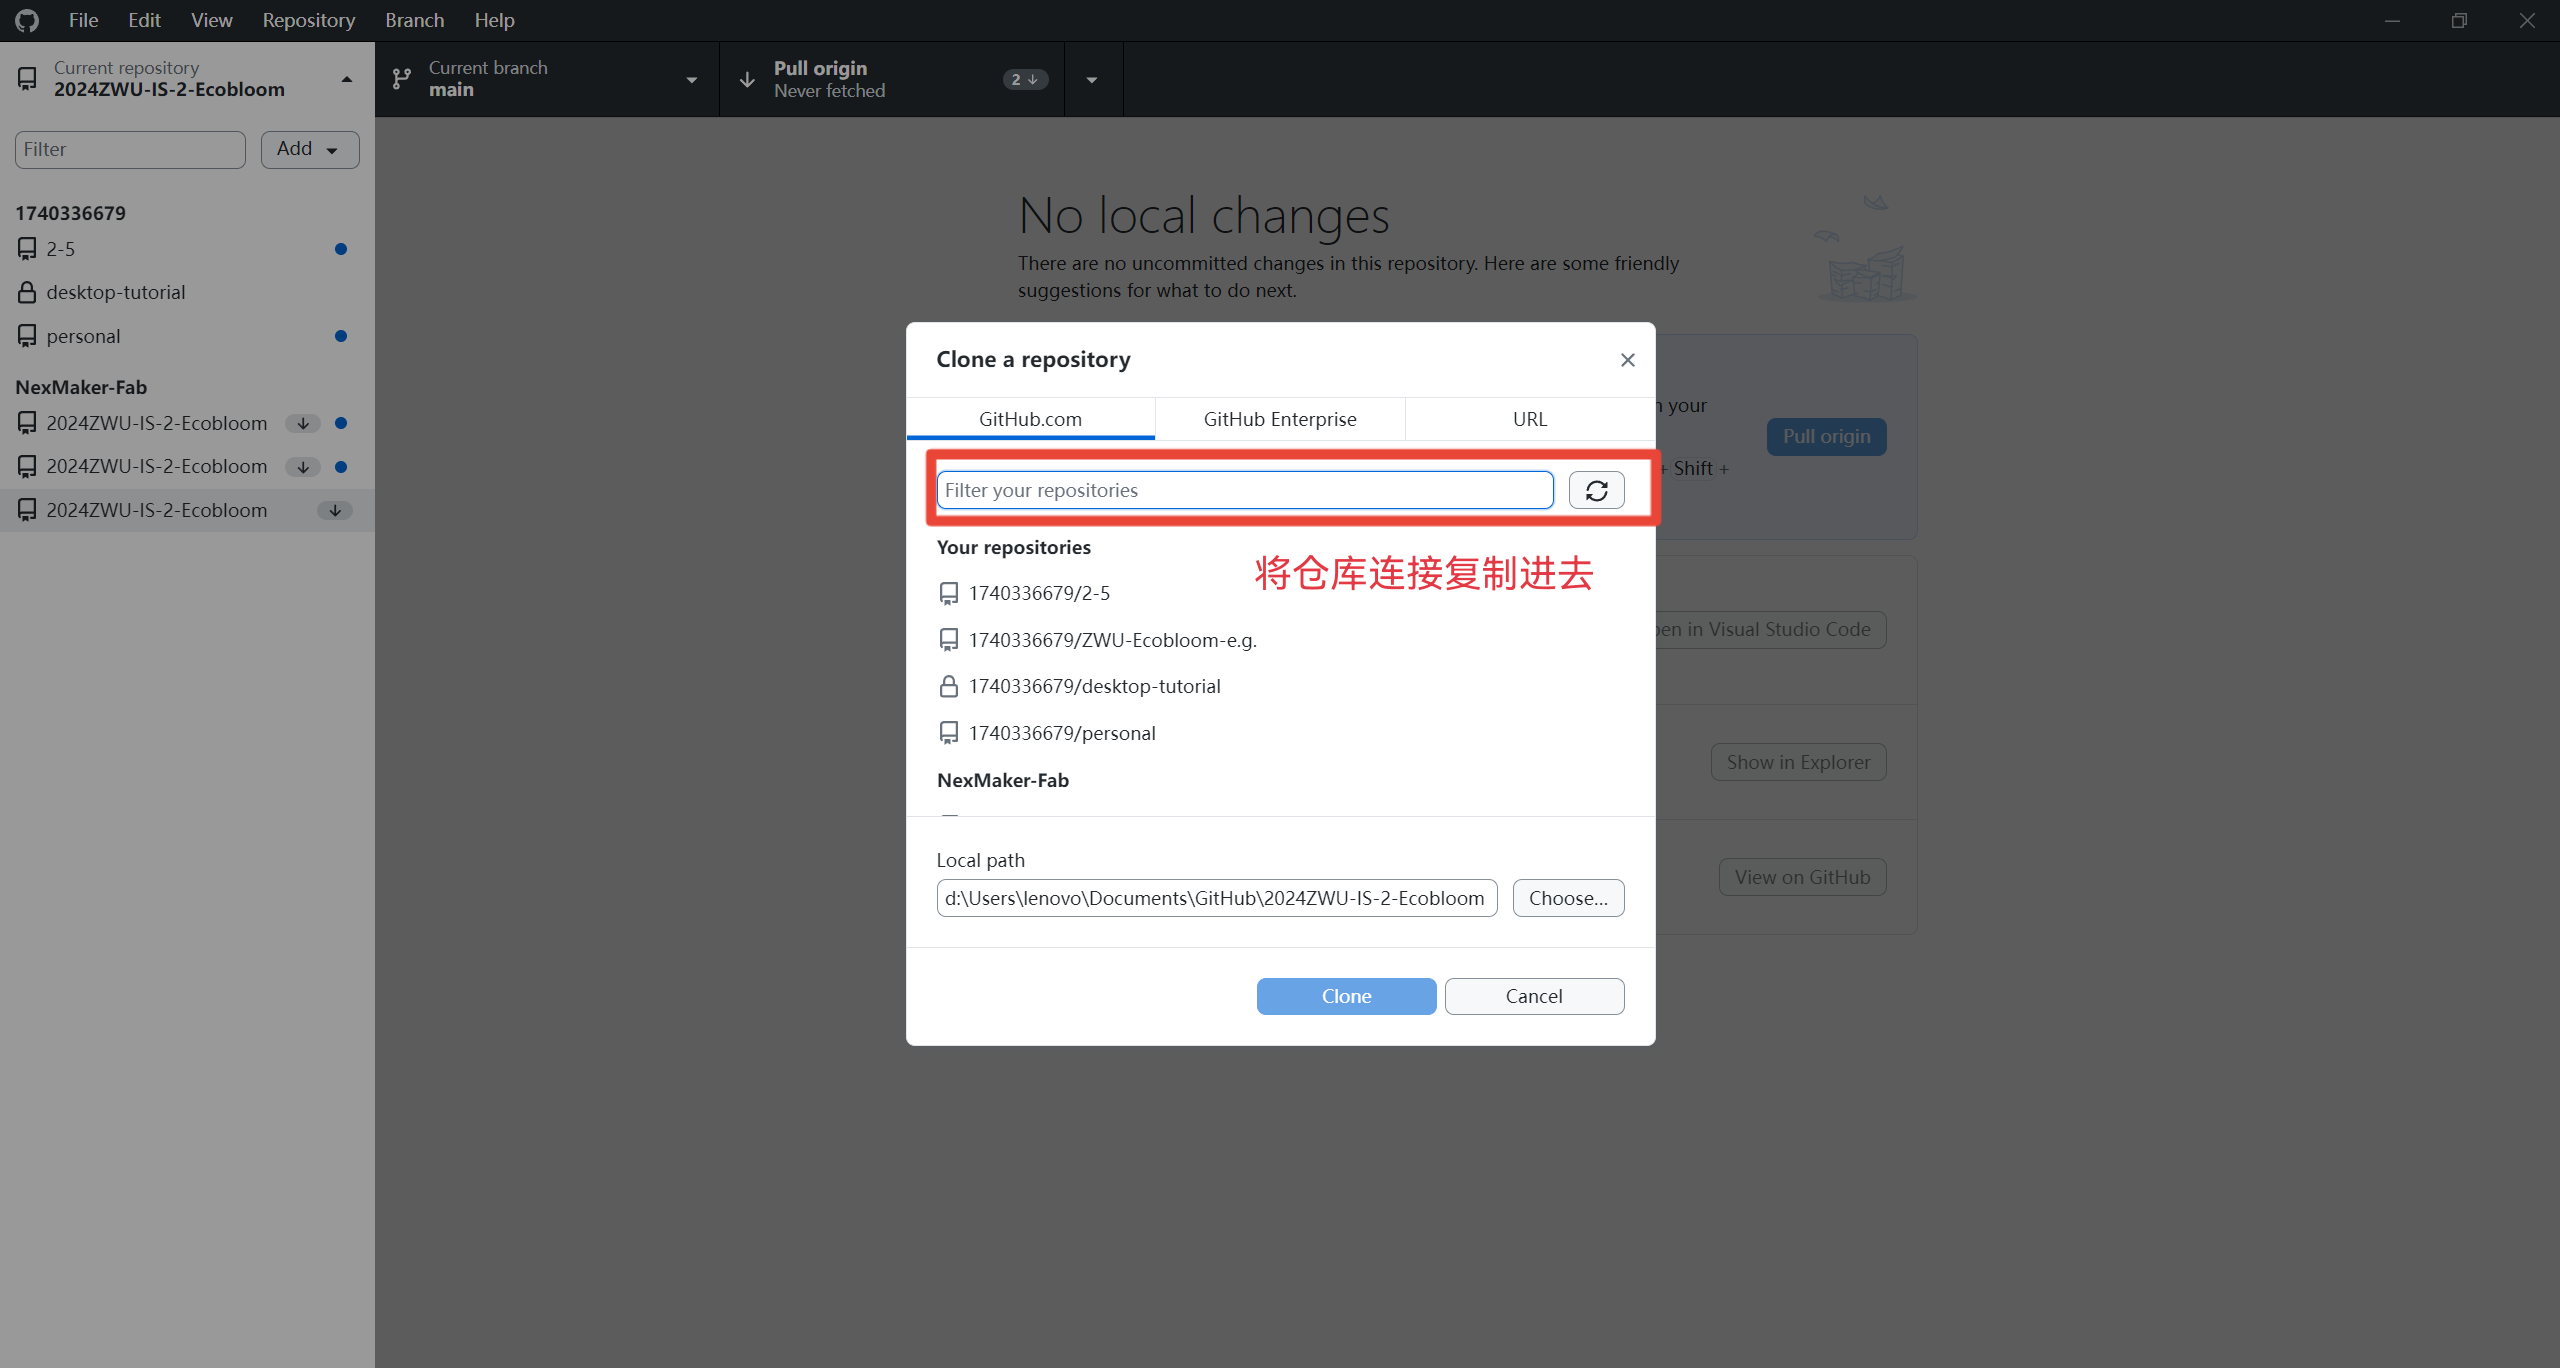 File Edit View Repository Branch Help
Current repository
2024ZWU-IS-2-Ecobloom
Current branch
main
Pull origin
Never fetched
2
Filter
Add
1740336679
2-5
desktop-tutorial
personal
NexMaker-Fab
2024ZWU-IS-2-Ecobloom
2024ZWU-IS-2-Ecobloom
2024ZWU-IS-2-Ecobloom
No local changes
There are no uncommitted changes in this repository. Here are some friendly
suggestions for what to do next.
your
Pull origin
+ Shift +
in Visual Studio Code
Show in Explorer
View on GitHub
Clone a repository
GitHub.com GitHub Enterprise URL
Filter your repositories
将仓库连接复制进去
Your repositories
1740336679/2-5
1740336679/ZWU-Ecobloom-e.g.
1740336679/desktop-tutorial
1740336679/personal
NexMaker-Fab
Local path
d:\Users\lenovo\Documents\GitHub\2024ZWU-IS-2-Ecobloom
Choose...
Clone Cancel